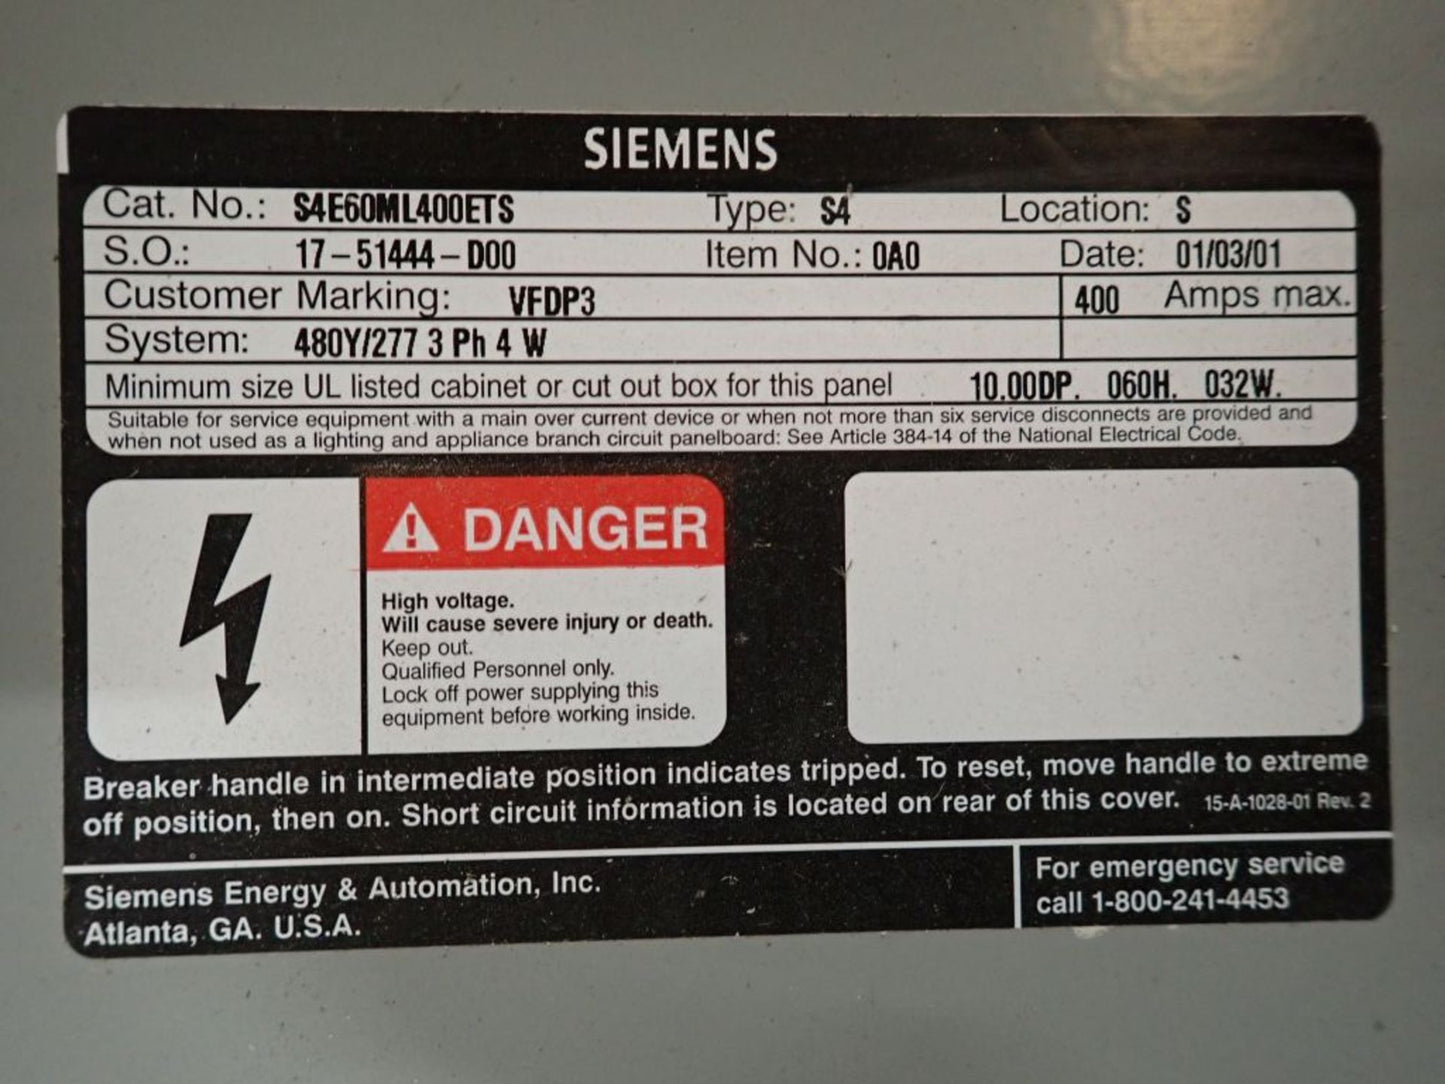 SIEMENS
Cat. No.: S4E60ML400ETS Type: S4 Location: S
S.O.: 17-51444-D00 Item No.: 0A0 Date: 01/03/01
Customer Marking: VFDP3 400 Amps max.
System: 480Y/277 3 Ph 4 W
Minimum size UL listed cabinet or cut out box for this panel 10.00DP. 060H. 032W.
Suitable for service equipment with a main over current device or when not more than six service disconnects are provided and
when not used as a lighting and appliance branch circuit panelboard: See Article 384-14 of the National Electrical Code.
DANGER
High voltage.
Will cause severe injury or death.
Keep out.
Qualified Personnel only.
Lock off power supplying this
equipment before working inside.
Breaker handle in intermediate position indicates tripped. To reset, move handle to extreme
off position, then on. Short circuit information is located on rear of this cover. 15-A-1028-01 Rev. 2
Siemens Energy & Automation, Inc.
Atlanta, GA. U.S.A.
For emergency service
call 1-800-241-4453